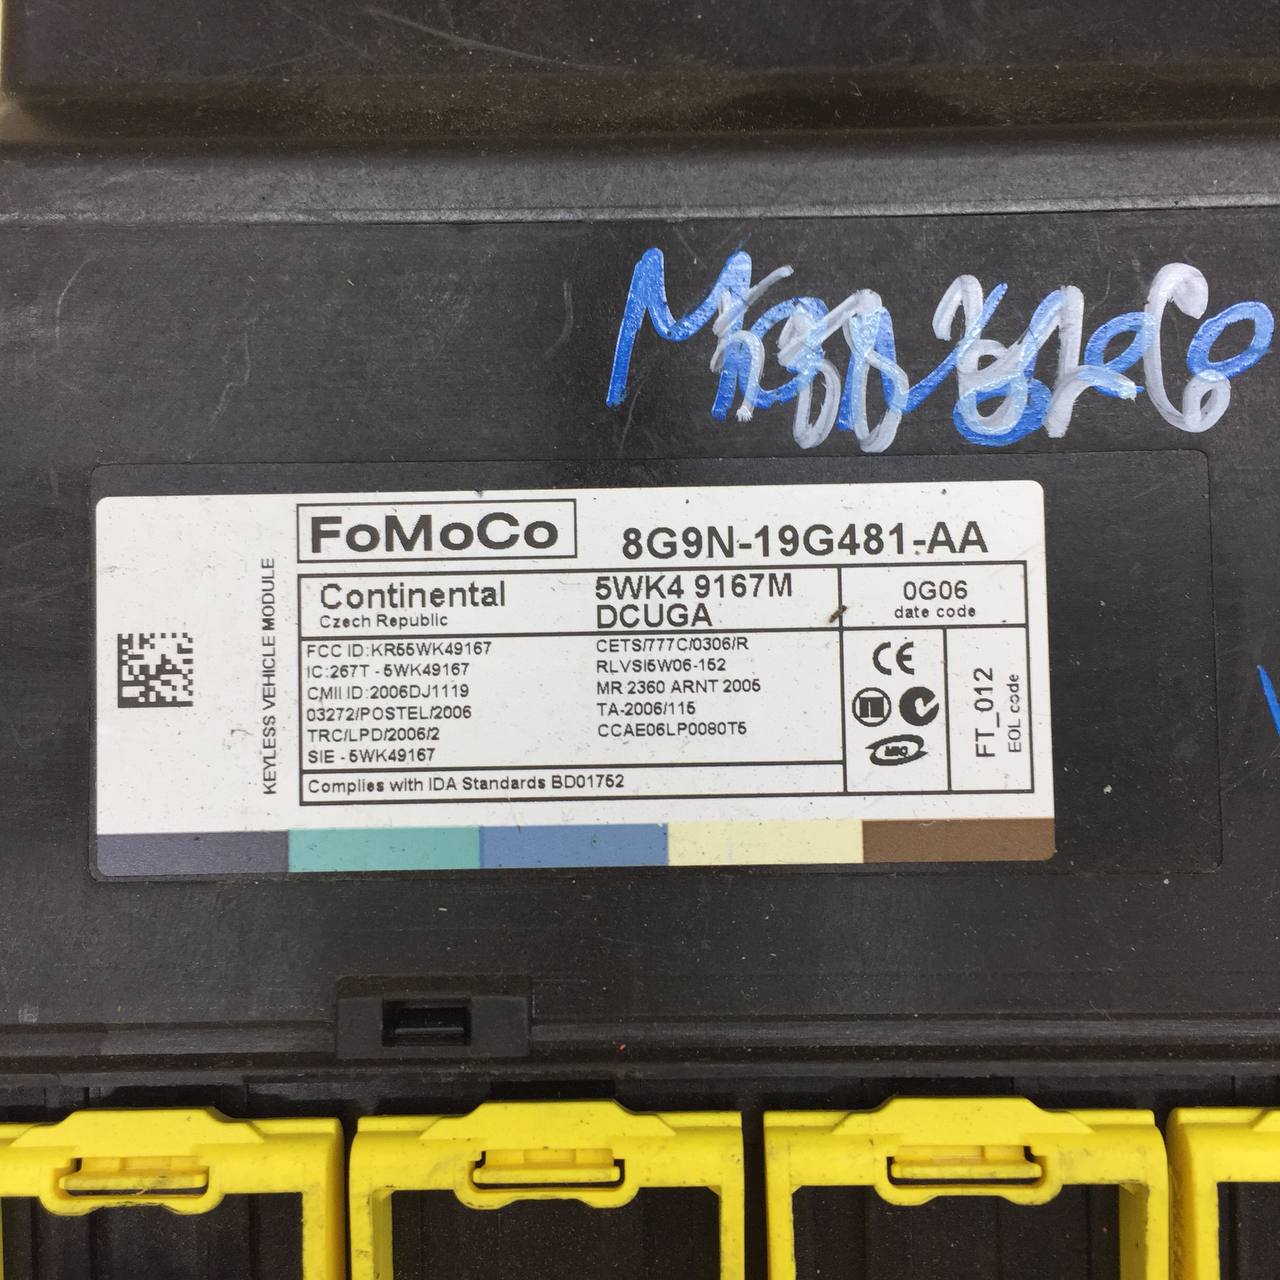 FoMoCo
8G9N-19G481-AA
Continental
Czech Republic
5WK4 9167M
DCUGA
0G06
date code
KEYLESS VEHICLE MODULE
FCC ID:KR55WK49167
IC:267T - 5WK49167
CMII ID:2006DJ1119
03272/POSTEL/2006
TRC/LPD/2006/2
SIE - 5WK49167
CETS/777C/0306/R
RLVSI5W06-152
MR 2360 ARNT 2005
TA-2006/115
CCAE06LP0080T5
Complies with IDA Standards BD01752
CE
MIC
FT_012
EOL code